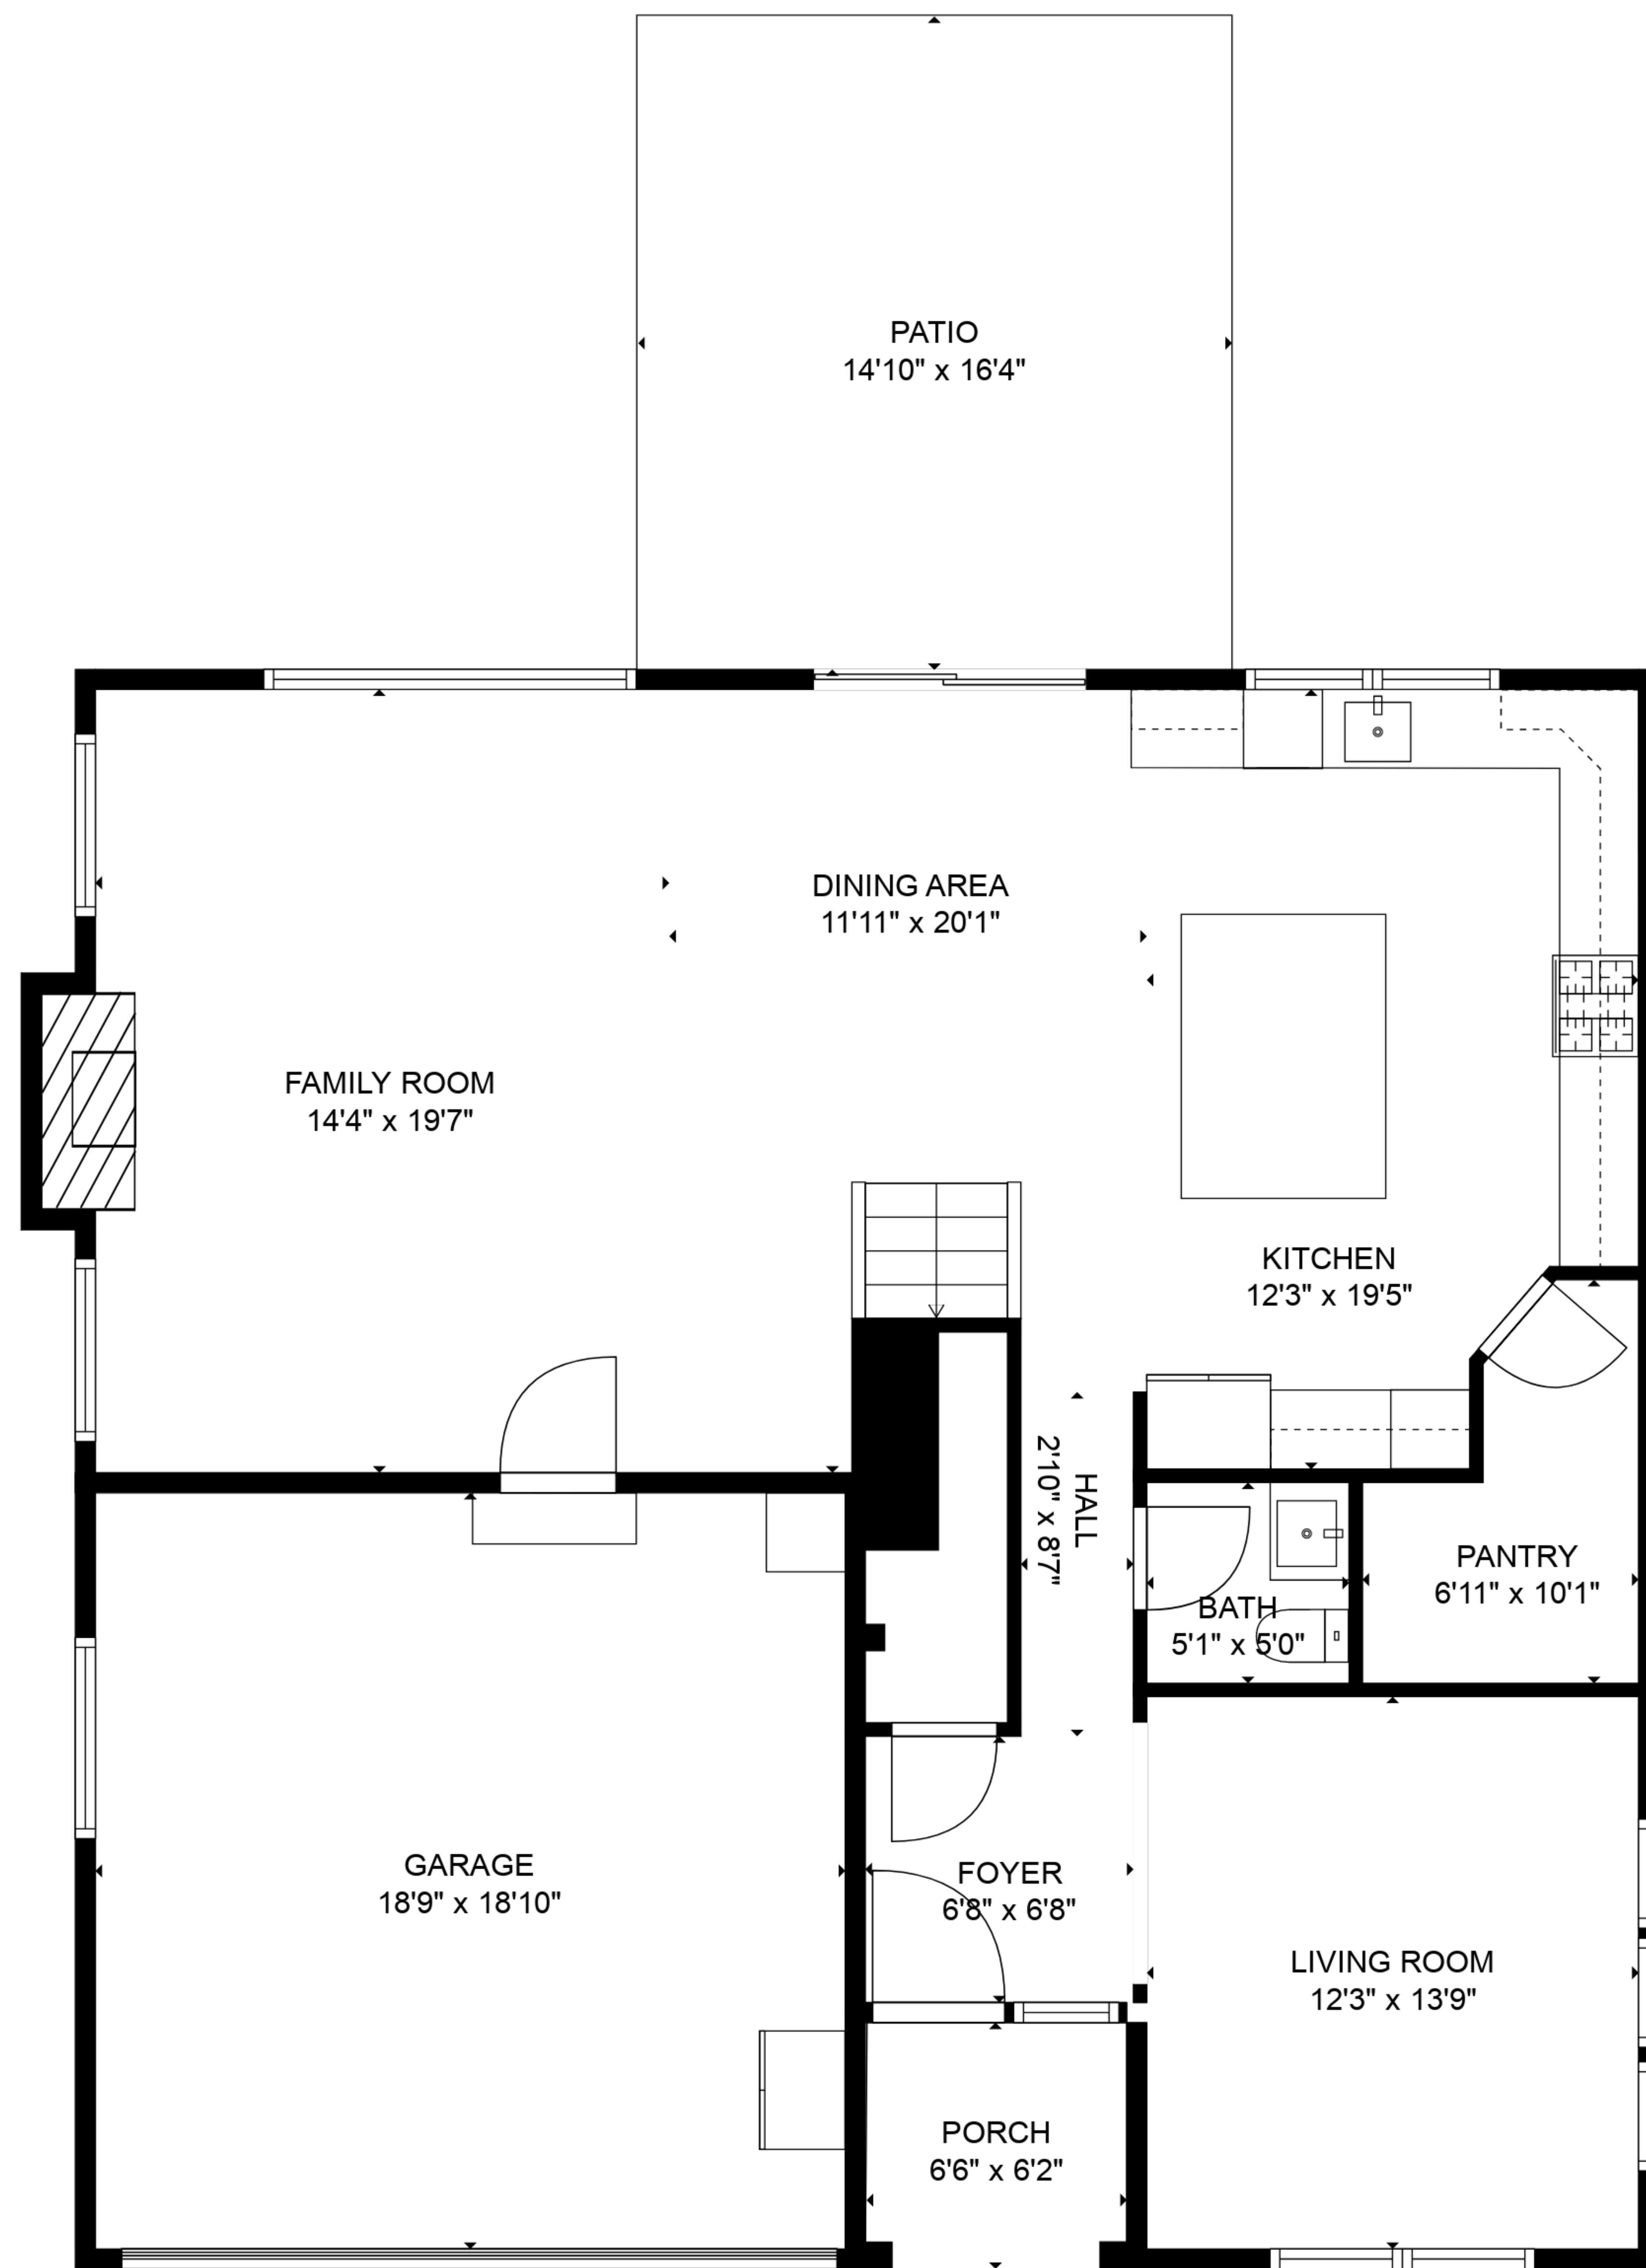 PATIO
14'10" x 16'4"
DINING AREA
11'11" x 20'1"
FAMILY ROOM
14'4" x 19'7"
KITCHEN
12'3" x 19'5"
HALL
2'10" x 8'7"
PANTRY
6'11" x 10'1"
BATH
5'1" x 5'0"
GARAGE
18'9" x 18'10"
FOYER
6'8" x 6'8"
LIVING ROOM
12'3" x 13'9"
PORCH
6'6" x 6'2"